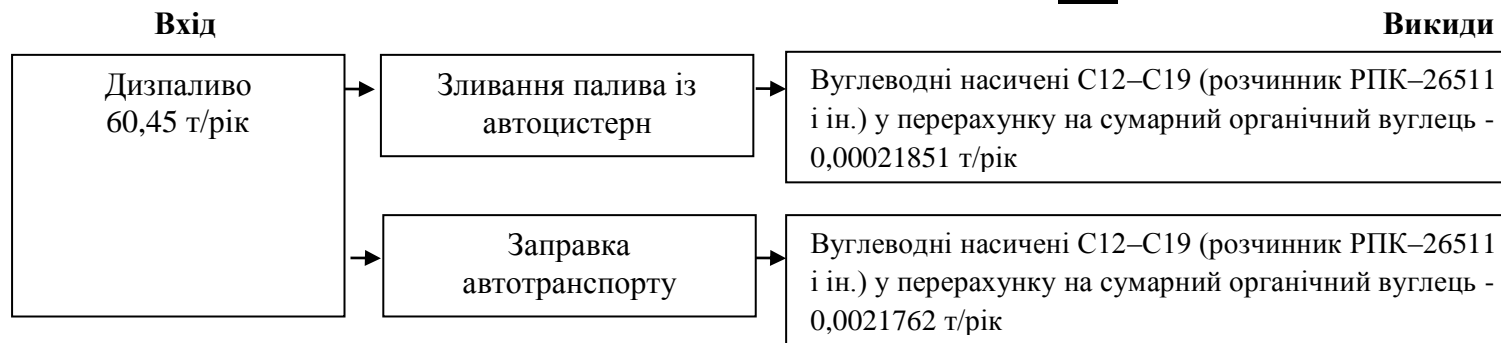 Вхід
Викиди
Дизпаливо
60,45 т/рік
Зливання палива із
автоцистерн
Вуглеводні насичені С12–С19 (розчинник РПК–26511
і ін.) у перерахунку на сумарний органічний вуглець -
0,00021851 т/рік
Заправка
автотранспорту
Вуглеводні насичені С12–С19 (розчинник РПК–26511
і ін.) у перерахунку на сумарний органічний вуглець -
0,0021762 т/рік